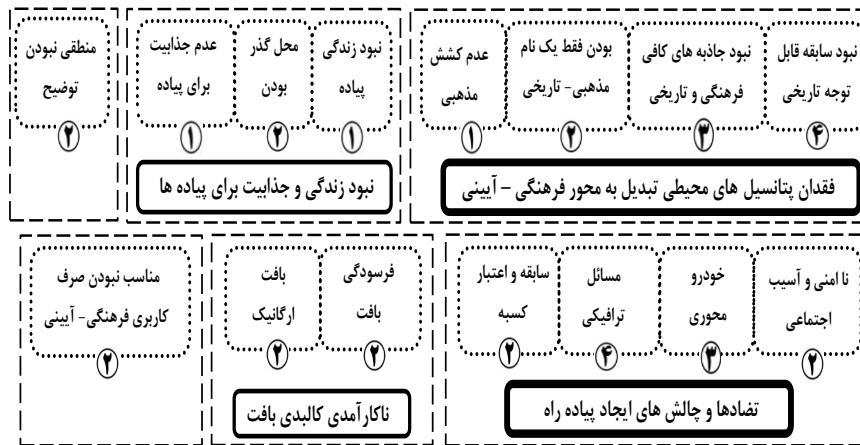 نبود سابقه قابل
توجه تاریخی
۴
نبود جاذبه های کافی
فرهنگی و تاریخی
۳
بودن فقط یک نام
مذهبی- تاریخی
۲
عدم کشش
مذهبی
۱
فقدان پتانسیل های محیطی تبدیل به محور فرهنگی – آیینی
نبود زندگی
پیاده
۱
محل گذر
بودن
۲
عدم جذابیت
برای پیاده
۱
نبود زندگی و جذابیت برای پیاده ها
منطقی نبودن
توضیح
۲
نا امنی و آسیب
اجتماعی
۲
خودرو
محوری
۳
مسائل
ترافیکی
۴
سابقه و اعتبار
کسبه
۲
تضادها و چالش های ایجاد پیاده راه
فرسودگی
بافت
۲
بافت
ارگانیک
۲
ناکارآمدی کالبدی بافت
مناسب نبودن صرف
کاربری فرهنگی- آیینی
۲